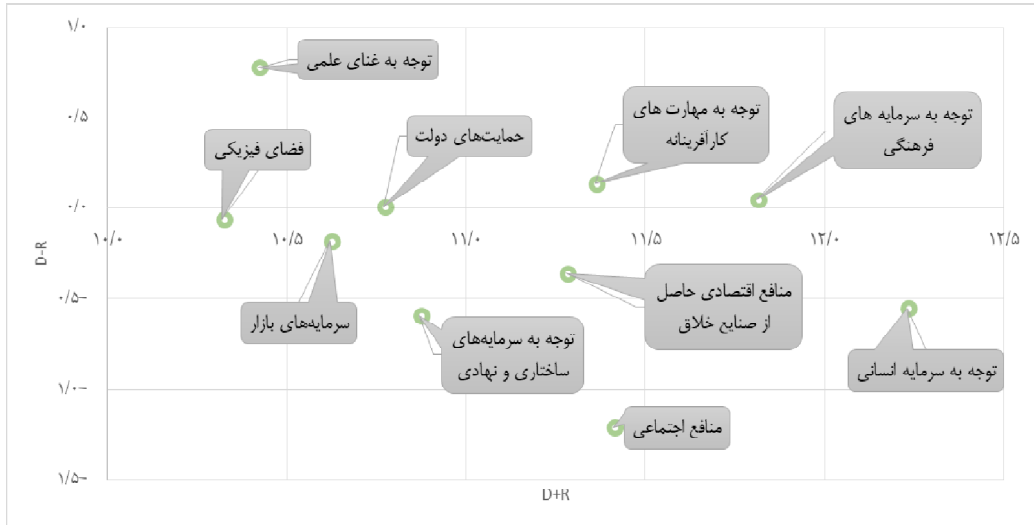 ۱/۰
توجه به غنای علمی
۰/۵
توجه به مهارت های
کارآفرینانه
توجه به سرمایه های
فرهنگی
حمایت‌های دولت
فضای فیزیکی
۰/۰
۱۰/۰
۱۰/۵
۱۱/۰
۱۱/۵
۱۲/۰
۱۲/۵
D-R
منافع اقتصادی حاصل
از صنایع خلاق
۰/۵-
سرمایه‌های بازار
توجه به سرمایه‌های
ساختاری و نهادی
توجه به سرمایه انسانی
۱/۰-
منافع اجتماعی
۱/۵-
D+R